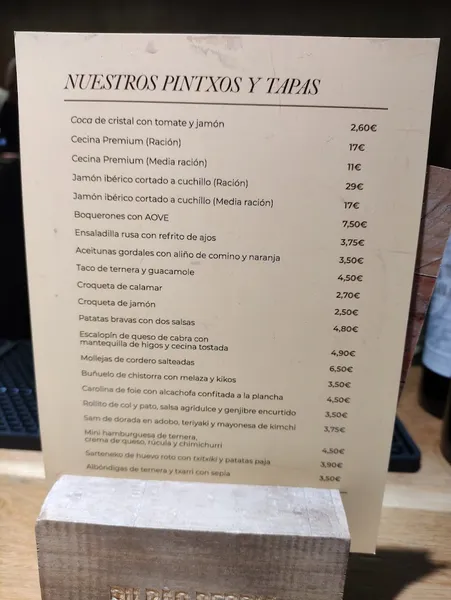 NUESTROS PINTXOS Y TAPAS
Coca de cristal con tomate y jamón 2,60€
Cecina Premium (Ración) 17€
Cecina Premium (Media ración) 11€
Jamón ibérico cortado a cuchillo (Ración) 29€
Jamón ibérico cortado a cuchillo (Media ración) 17€
Boquerones con AOVE 7,50€
Ensaladilla rusa con refrito de ajos 3,75€
Aceitunas gordales con aliño de comino y naranja 3,50€
Taco de ternera y guacamole 4,50€
Croqueta de calamar 2,70€
Croqueta de jamón 2,50€
Patatas bravas con dos salsas 4,80€
Escalopín de queso de cabra con
mantequilla de higos y cecina tostada 4,90€
Mollejas de cordero salteadas 6,50€
Buñuelo de chistorra con melaza y kikos 3,50€
Carolina de foie con alcachofa confitada a la plancha 4,50€
Rollito de col y pato, salsa agridulce y genjibre encurtido 3,50€
Sam de dorada en adobo, teriyaki y mayonesa de kimchi 3,75€
Mini hamburguesa de ternera,
crema de queso, rúcula y chimichurri 4,50€
Sarteneko de huevo roto con txitxiki y patatas paja 3,90€
Albóndigas de ternera y txarri con sepia 3,50€